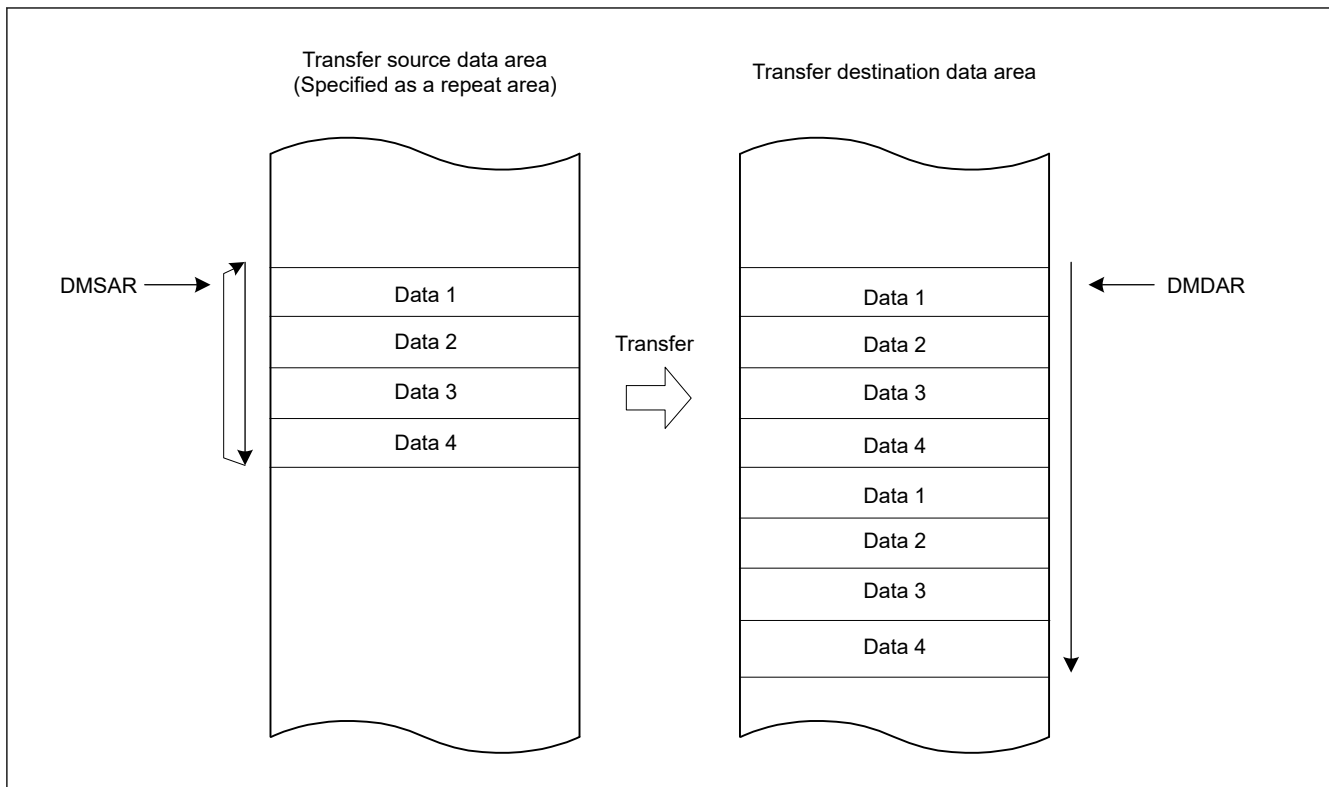 Transfer source data area
(Specified as a repeat area)
Transfer destination data area
DMSAR
Data 1
Data 2
Data 3
Data 4
Transfer
Data 1
Data 2
Data 3
Data 4
Data 1
Data 2
Data 3
Data 4
DMDAR